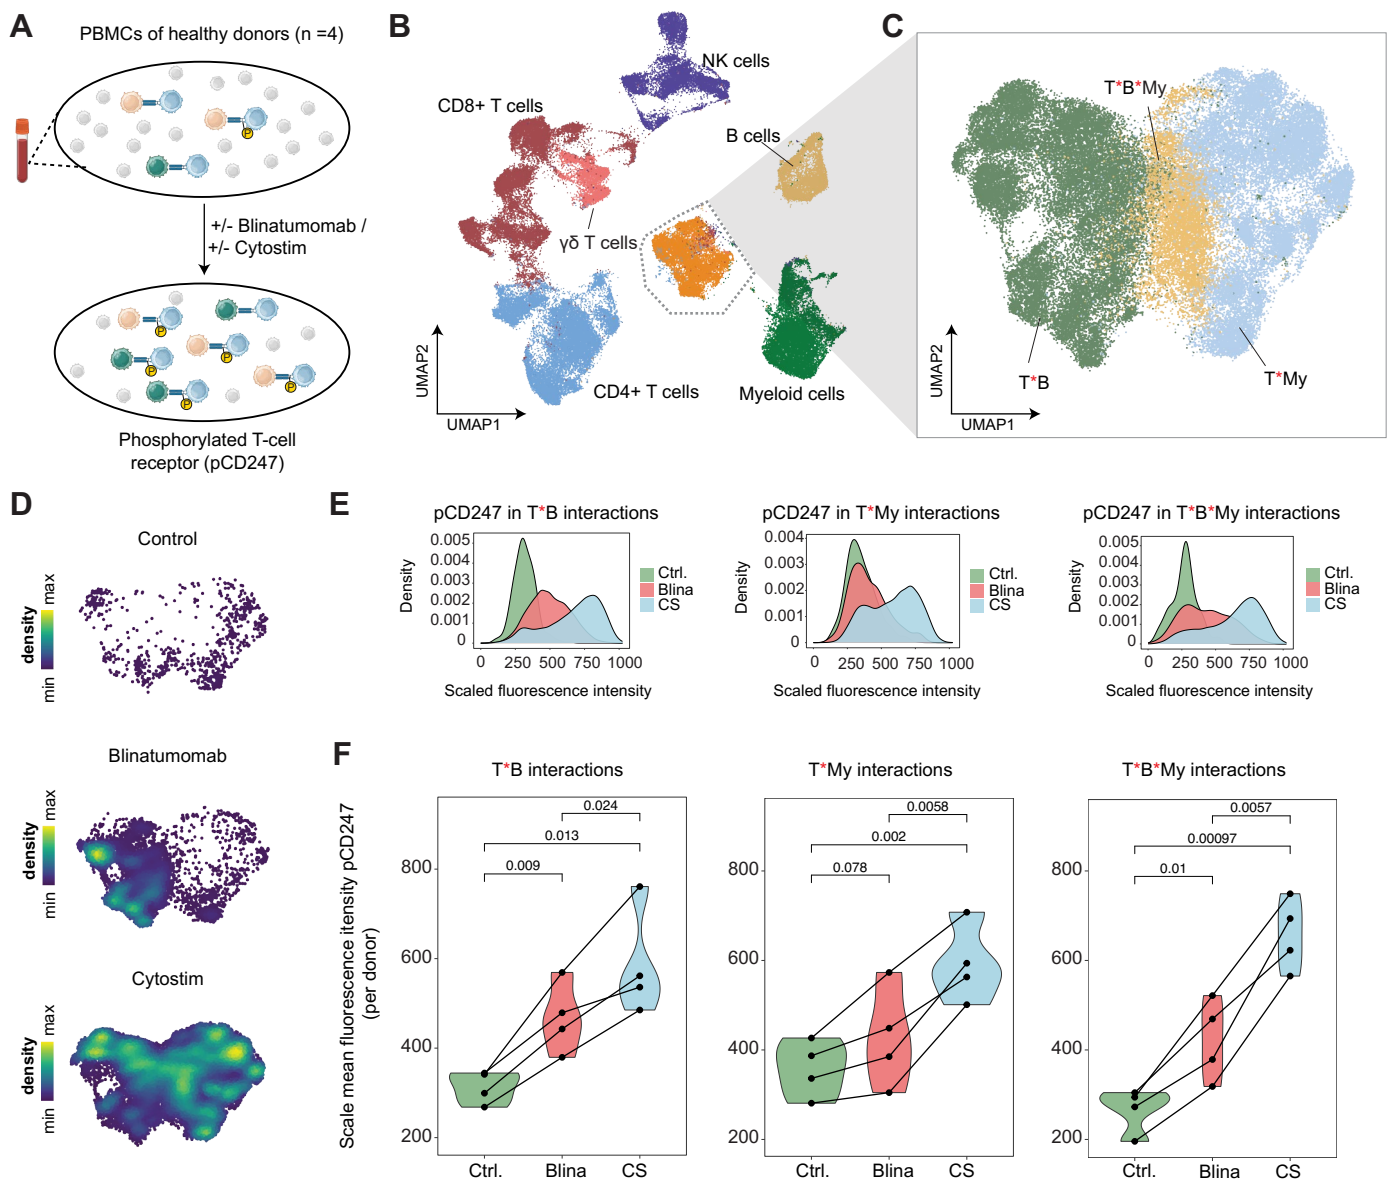 A
PBMCs of healthy donors (n =4)
P
+/- Blinatumomab /
+/- Cytostim
P
P
P
P
P
Phosphorylated T-cell
receptor (pCD247)
B
NK cells
CD8+ T cells
B cells
γδ T cells
CD4+ T cells
Myeloid cells
UMAP2
UMAP1
C
T*B*My
T*B
T*My
UMAP2
UMAP1
D
Control
density
min
max
Blinatumomab
density
min
max
Cytostim
density
min
max
E
pCD247 in T*B interactions
Density
0.005
0.004
0.003
0.002
0.001
0
0
250
500
750
1000
Scaled fluorescence intensity
Ctrl.
Blina
CS
pCD247 in T*My interactions
Density
0.004
0.003
0.002
0.001
0
0
250
500
750
1000
Scaled fluorescence intensity
Ctrl.
Blina
CS
pCD247 in T*B*My interactions
Density
0.005
0.004
0.003
0.002
0.001
0
0
250
500
750
1000
Scaled fluorescence intensity
Ctrl.
Blina
CS
F
Scale mean fluorescence itensity pCD247
(per donor)
T*B interactions
0.024
0.013
0.009
800
600
400
200
Ctrl.
Blina
CS
T*My interactions
0.0058
0.002
0.078
800
600
400
200
Ctrl.
Blina
CS
T*B*My interactions
0.0057
0.00097
0.01
800
600
400
200
Ctrl.
Blina
CS